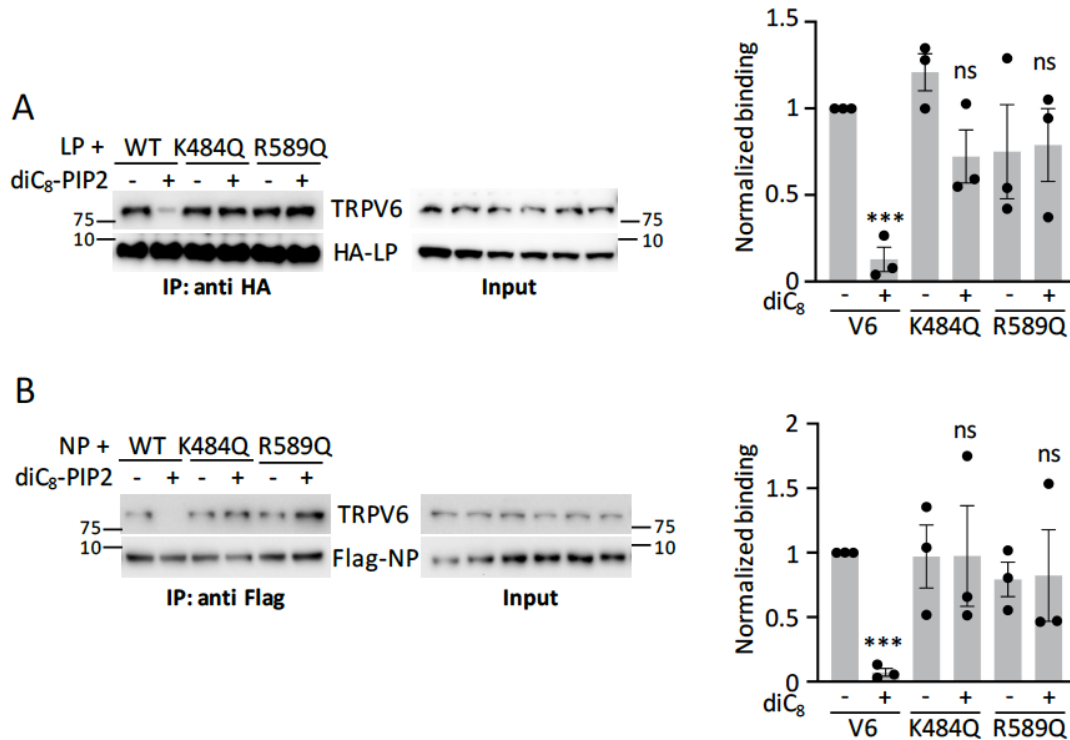 A
LP + WT K484Q R589Q
diC8-PIP2 - + - + - +
75 TRPV6 75
10 HA-LP 10
IP: anti HA Input
Normalized binding
1.5
1
0.5
0
*** ns ns
diC8 - + - + - +
V6 K484Q R589Q
B
NP + WT K484Q R589Q
diC8-PIP2 - + - + - +
75 TRPV6 75
10 Flag-NP 10
IP: anti Flag Input
Normalized binding
2
1.5
1
0.5
0
*** ns ns
diC8 - + - + - +
V6 K484Q R589Q